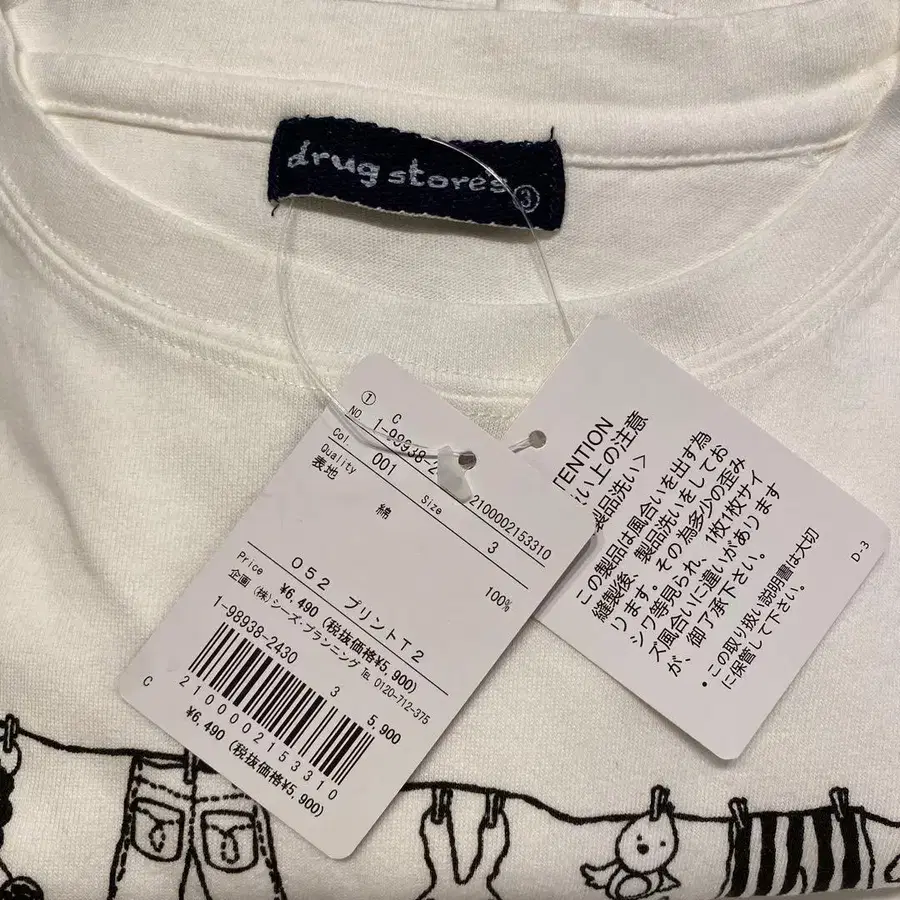 drug stores
③
① C
NO. 1-99938-2
2100002153310
Col. 001
Size 3
Quality
表地 綿 100%
052 プリントT2
Price ¥6,490 (税抜価格¥5,900)
企画 (株)シーズ・プランニング
TEL 0120-712-375
1-98938-2430 3 5,900
C 2100002153310
¥6,490 (税抜価格¥5,900)
TENTION
い上の注意
製品洗い>
この製品は風合いを出す為
縫製後、製品洗いをしてお
ります。その為多少の歪み
シワ等見られ、1枚1枚サイ
ズ風合いに違いがあります
が、御了承下さい。
・この取り扱い説明書は大切
に保管して下さい。
D-3